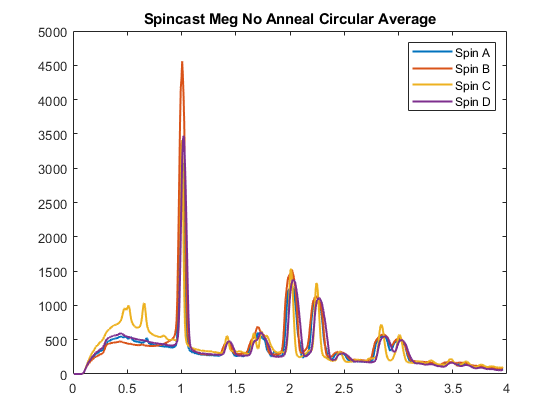 Spincast Meg No Anneal Circular Average
5000
4500
4000
3500
3000
2500
2000
1500
1000
500
0
Spin A
Spin B
Spin C
Spin D
0 0.5 1 1.5 2 2.5 3 3.5 4